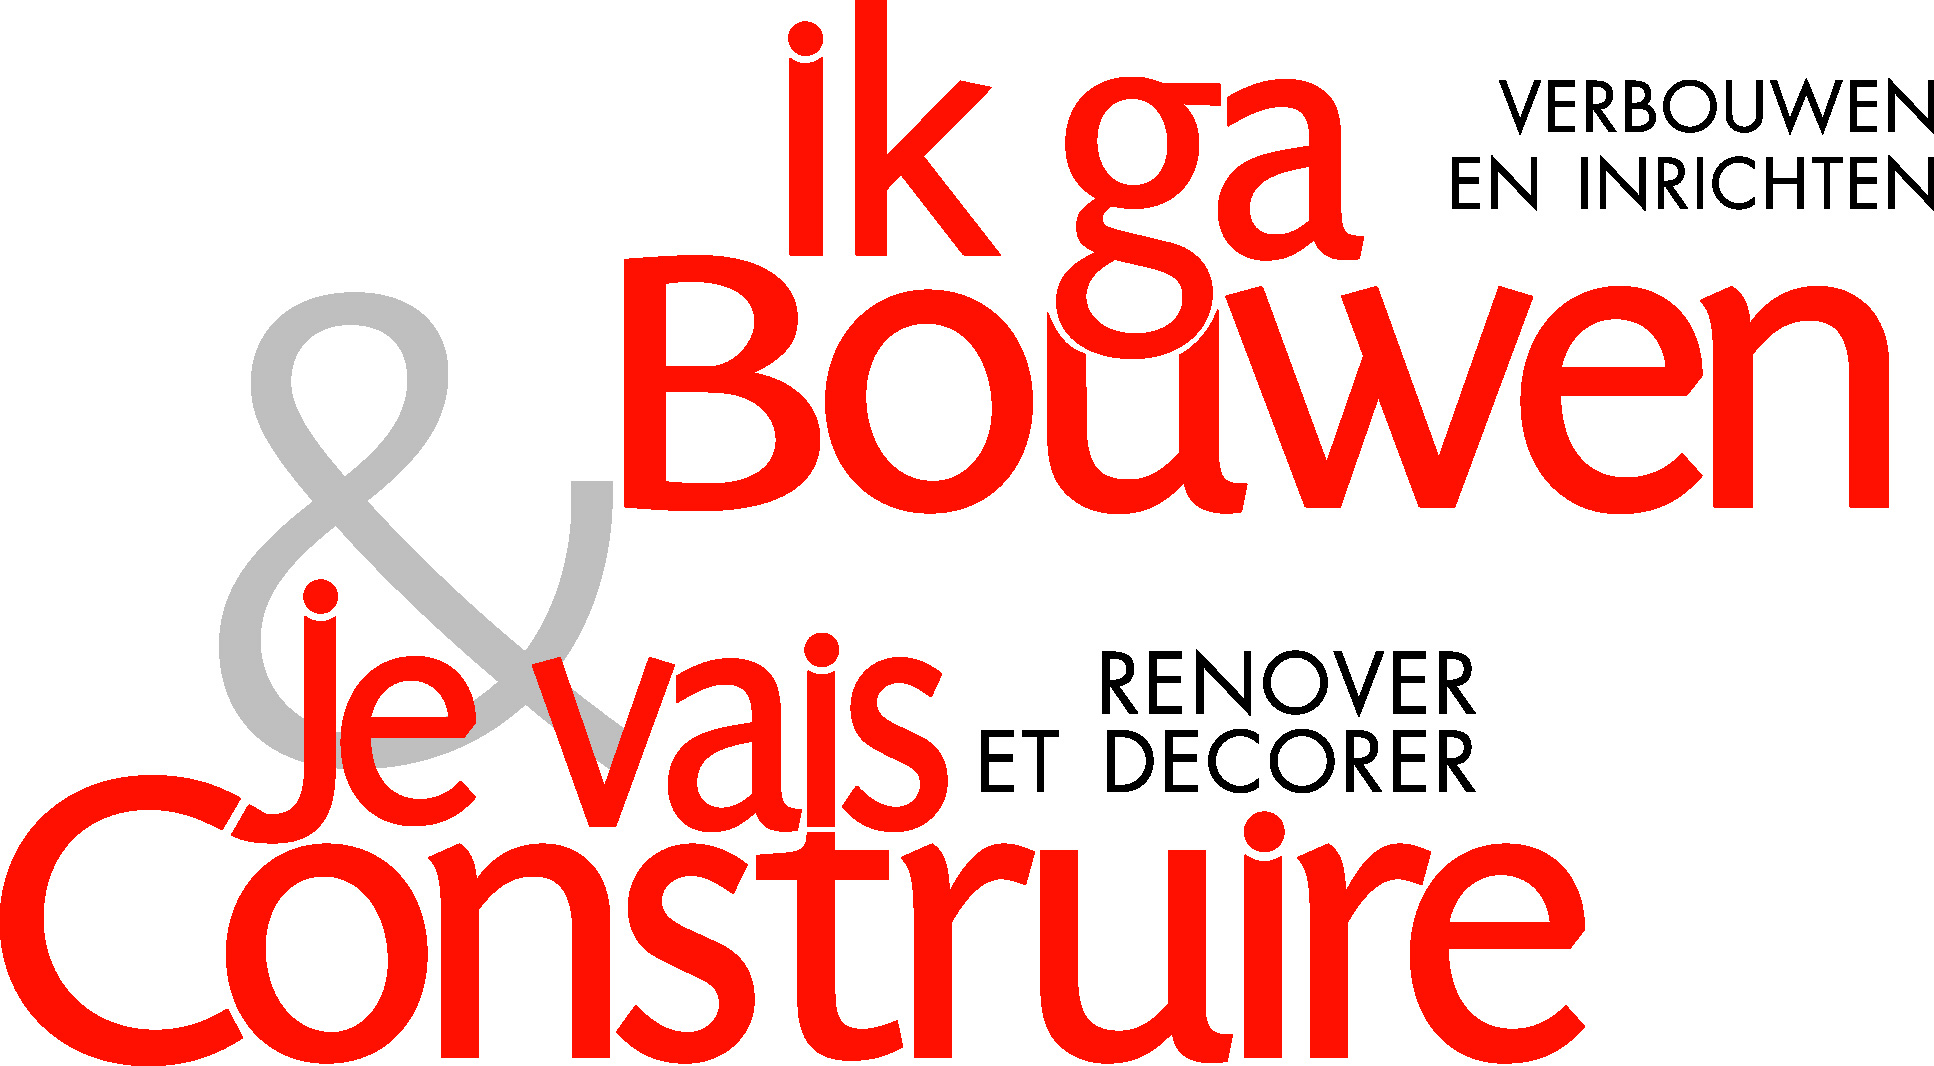 ik ga
VERBOUWEN
EN INRICHTEN
Bouwen
&
je vais
RENOVER
ET DECORER
Construire